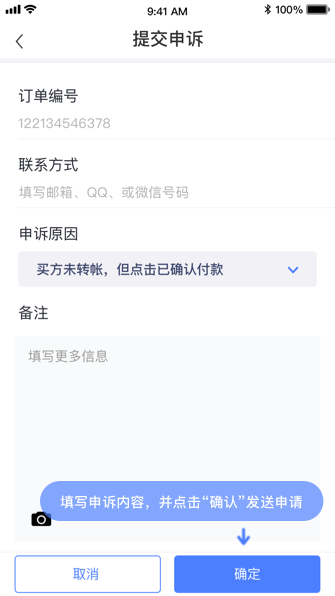 9:41 AM
100%
提交申诉
订单编号
122134546378
联系方式
填写邮箱、QQ、或微信号码
申诉原因
买方未转帐，但点击已确认付款
备注
填写更多信息
填写申诉内容，并点击“确认”发送申请
取消
确定